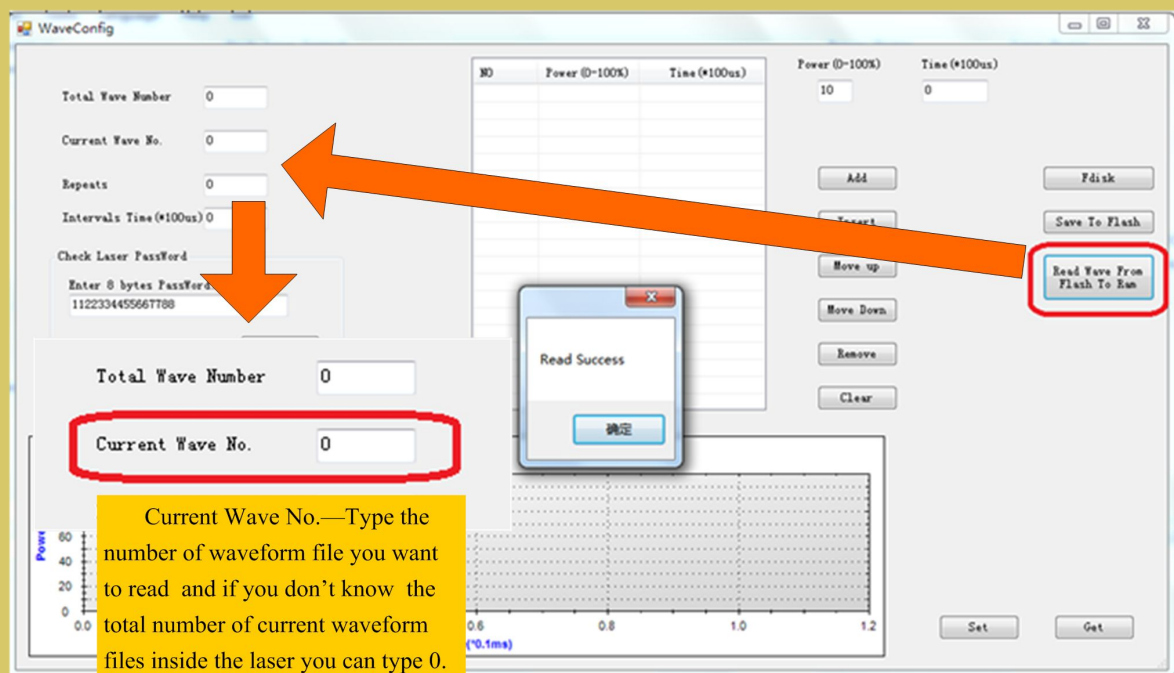 WaveConfig
Total Wave Number 0
Current Wave No. 0
Repeats 0
Intervals Time(*100us) 0
Check Laser PassWord
Enter 8 bytes PassWord
1122334455667788
NO Power(0-100%) Time(*100us)
Power(0-100%) Time(*100us)
10 0
Add
Insert
Move up
Move Down
Remove
Clear
Fdisk
Save To Flash
Read Wave From
Flash To Ram
Read Success
确定
Total Wave Number 0
Current Wave No. 0
Current Wave No.—Type the
number of waveform file you want
to read and if you don’t know the
total number of current waveform
files inside the laser you can type 0.
60
40
20
0
0.0 0.6 0.8 1.0 1.2
(*0.1ms)
Set Get